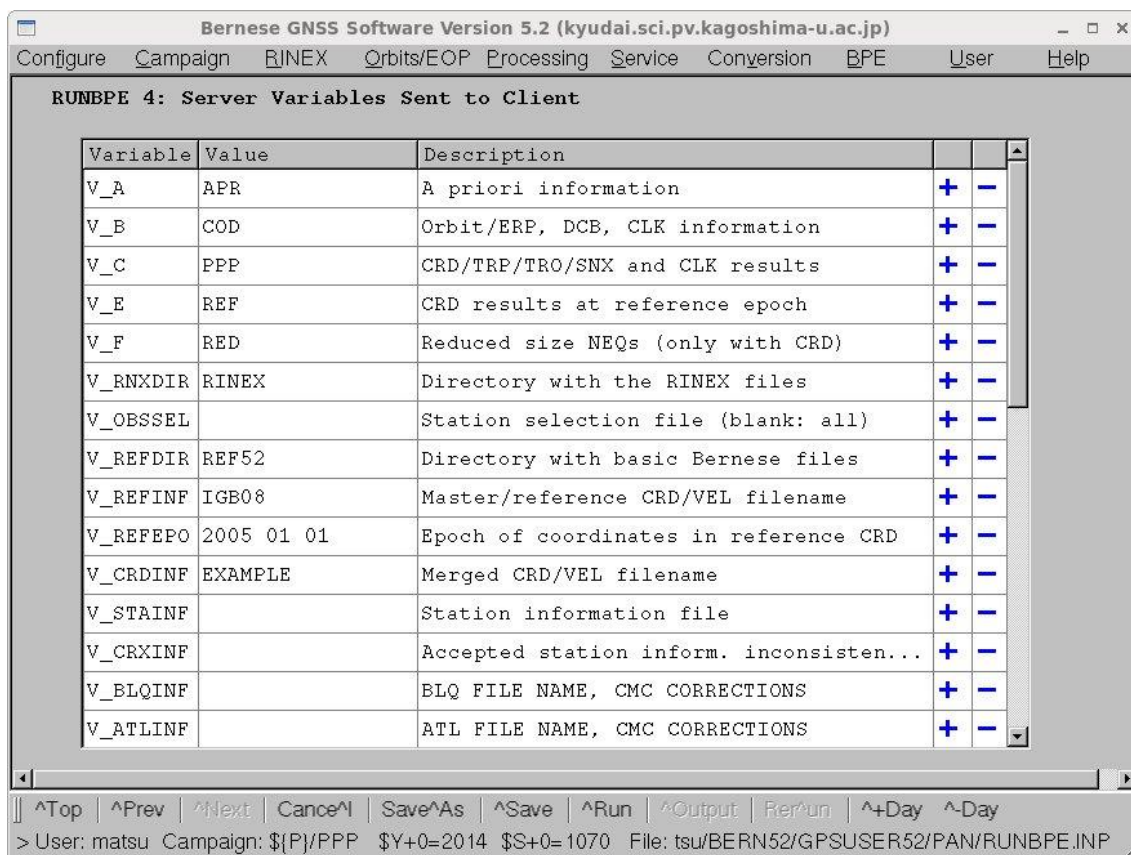 Bernese GNSS Software Version 5.2 (kyudai.sci.pv.kagoshima-u.ac.jp)
Configure Campaign RINEX Orbits/EOP Processing Service Conversion BPE User Help
RUNBPE 4: Server Variables Sent to Client
Variable Value Description
V_A APR A priori information + −
V_B COD Orbit/ERP, DCB, CLK information + −
V_C PPP CRD/TRP/TRO/SNX and CLK results + −
V_E REF CRD results at reference epoch + −
V_F RED Reduced size NEQs (only with CRD) + −
V_RNXDIR RINEX Directory with the RINEX files + −
V_OBSSEL Station selection file (blank: all) + −
V_REFDIR REF52 Directory with basic Bernese files + −
V_REFINF IGB08 Master/reference CRD/VEL filename + −
V_REFEPO 2005 01 01 Epoch of coordinates in reference CRD + −
V_CRDINF EXAMPLE Merged CRD/VEL filename + −
V_STAINF Station information file + −
V_CRXINF Accepted station inform. inconsisten... + −
V_BLQINF BLQ FILE NAME, CMC CORRECTIONS + −
V_ATLINF ATL FILE NAME, CMC CORRECTIONS + −
^Top | ^Prev | ^Next | Cance^l | Save^As | ^Save | ^Run | ^Output | Rer^un | ^+Day ^-Day
> User: matsu Campaign: ${P}/PPP $Y+0=2014 $S+0=1070 File: tsu/BERN52/GPSUSER52/PAN/RUNBPE.INP